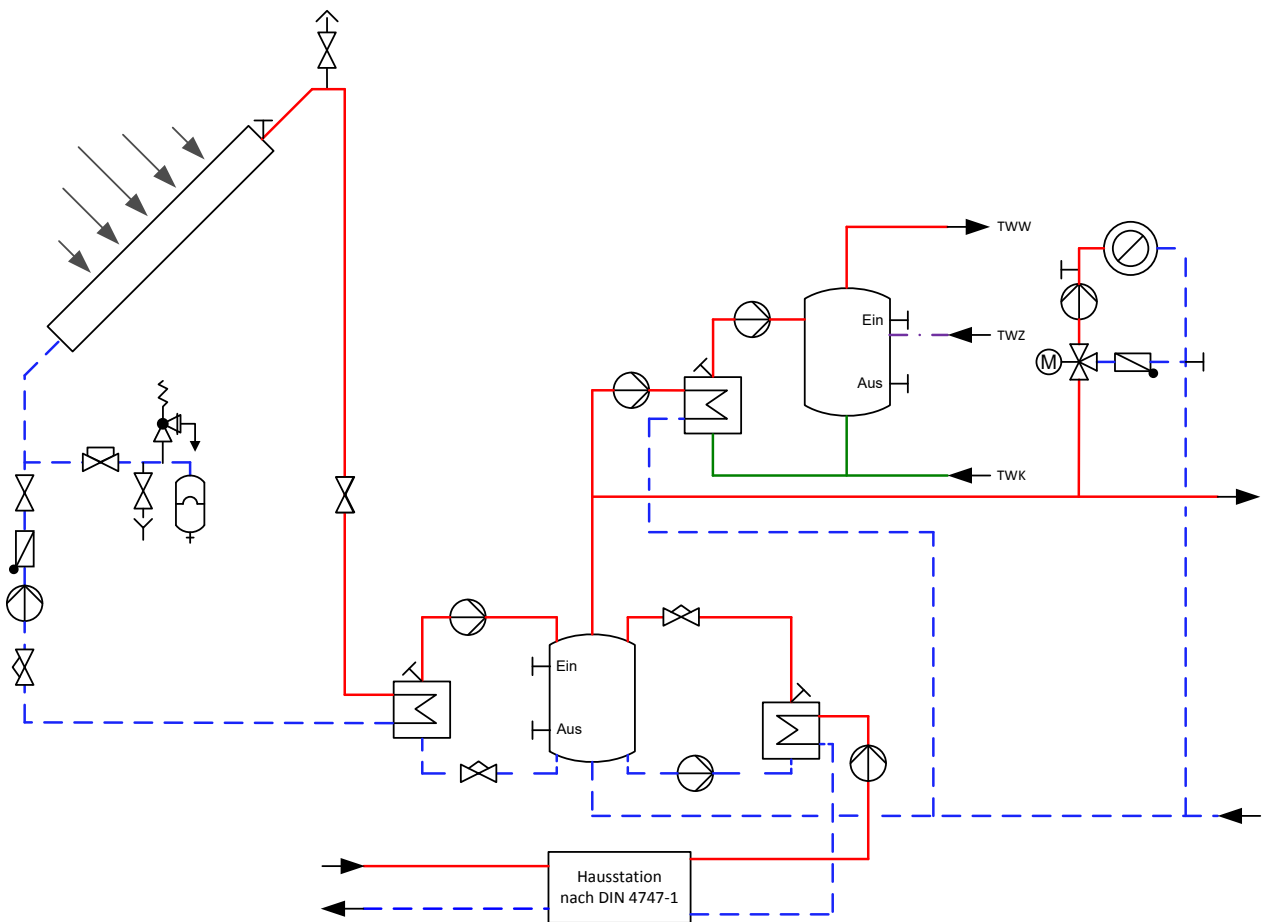 TWW
Ein
TWZ
M
Aus
TWK
Ein
Aus
Hausstation
nach DIN 4747-1